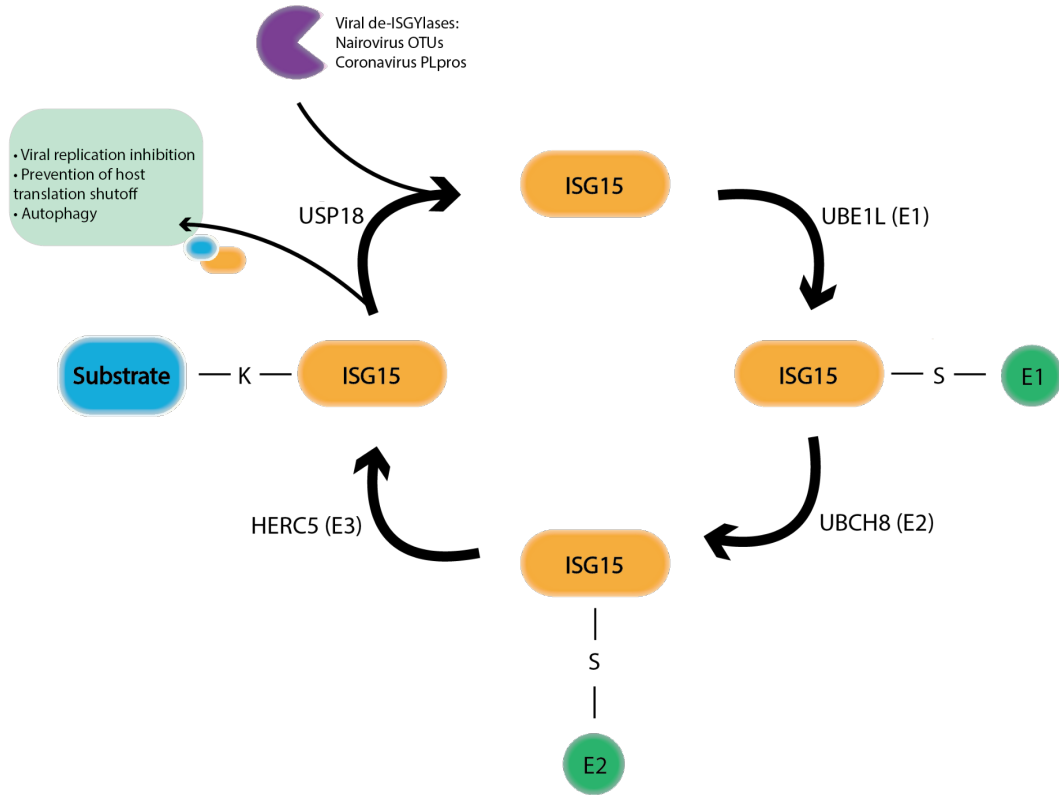 Viral de-ISGYlases:
Nairovirus OTUs
Coronavirus PLpros
• Viral replication inhibition
• Prevention of host
translation shutoff
• Autophagy
USP18
ISG15
UBE1L (E1)
Substrate
K
ISG15
ISG15
S
E1
HERC5 (E3)
UBCH8 (E2)
ISG15
S
E2